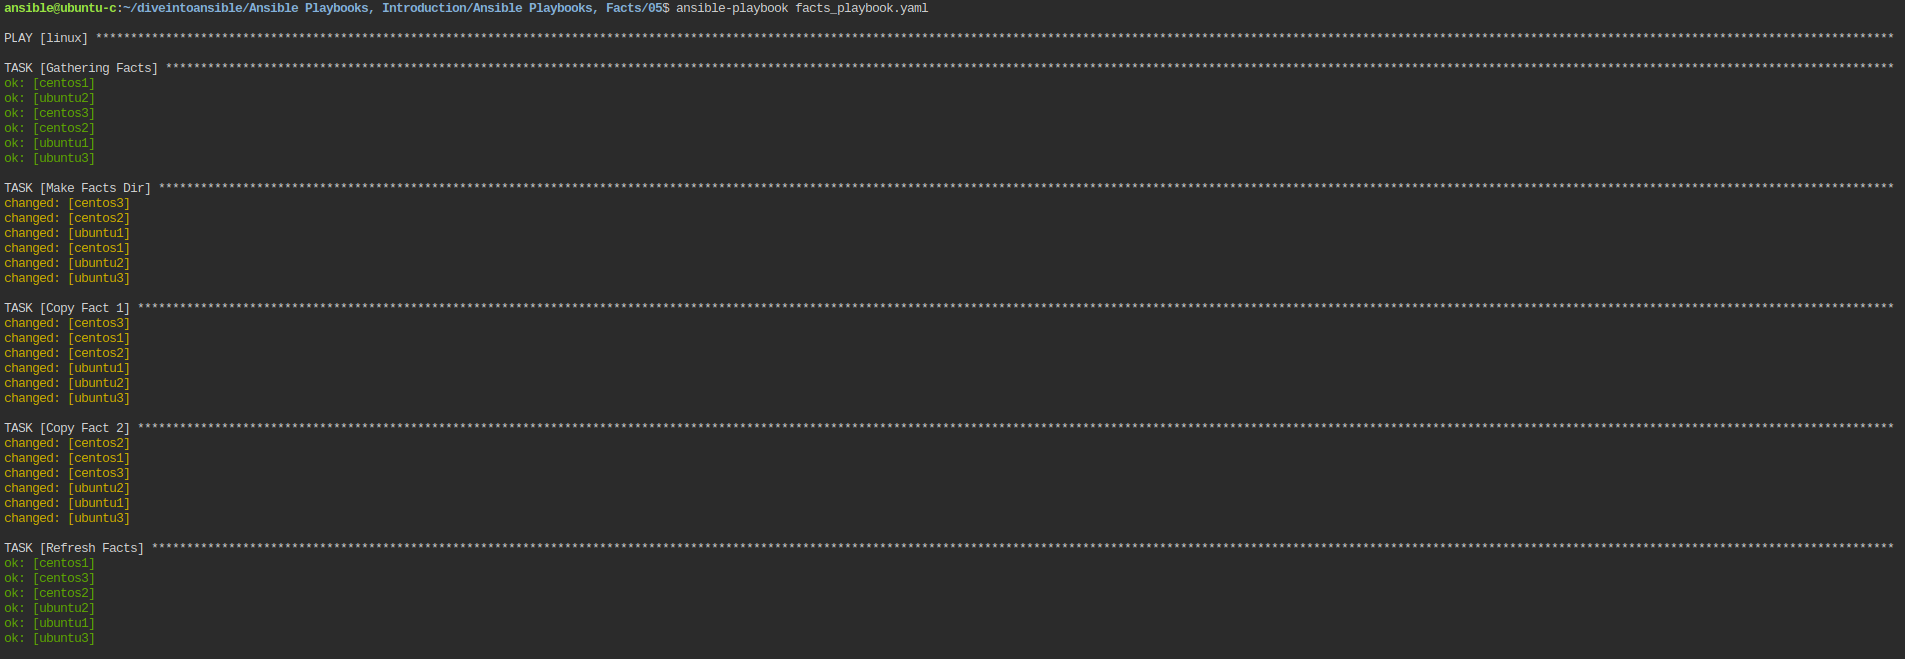 ansible@ubuntu-c:~/diveintoansible/Ansible Playbooks, Introduction/Ansible Playbooks, Facts/05$ ansible-playbook facts_playbook.yaml
PLAY [linux] ****************************************************************************************************************************************************************************************************************************************************************
TASK [Gathering Facts] ******************************************************************************************************************************************************************************************************************************************************
ok: [centos1]
ok: [ubuntu2]
ok: [centos3]
ok: [centos2]
ok: [ubuntu1]
ok: [ubuntu3]
TASK [Make Facts Dir] *******************************************************************************************************************************************************************************************************************************************************
changed: [centos3]
changed: [centos2]
changed: [ubuntu1]
changed: [centos1]
changed: [ubuntu2]
changed: [ubuntu3]
TASK [Copy Fact 1] **********************************************************************************************************************************************************************************************************************************************************
changed: [centos3]
changed: [centos1]
changed: [centos2]
changed: [ubuntu1]
changed: [ubuntu2]
changed: [ubuntu3]
TASK [Copy Fact 2] **********************************************************************************************************************************************************************************************************************************************************
changed: [centos2]
changed: [centos1]
changed: [centos3]
changed: [ubuntu2]
changed: [ubuntu1]
changed: [ubuntu3]
TASK [Refresh Facts] ********************************************************************************************************************************************************************************************************************************************************
ok: [centos1]
ok: [centos3]
ok: [centos2]
ok: [ubuntu2]
ok: [ubuntu1]
ok: [ubuntu3]